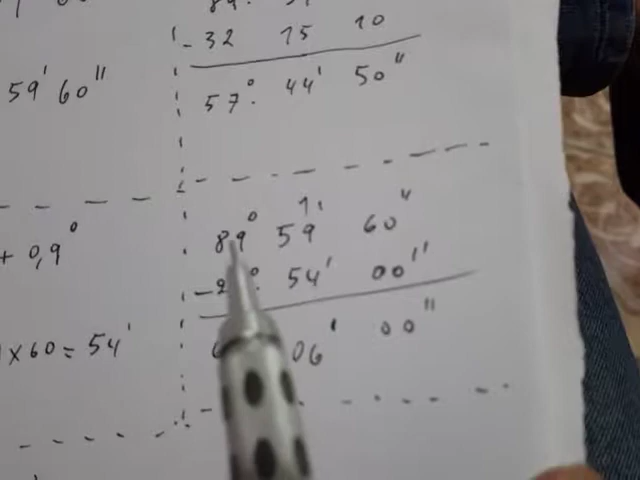 - 32 15 10
59' 60"
57° 44' 50"
89° 59' 60"
+ 0,9°
54' 00"
x 60 = 54'
06' 00"